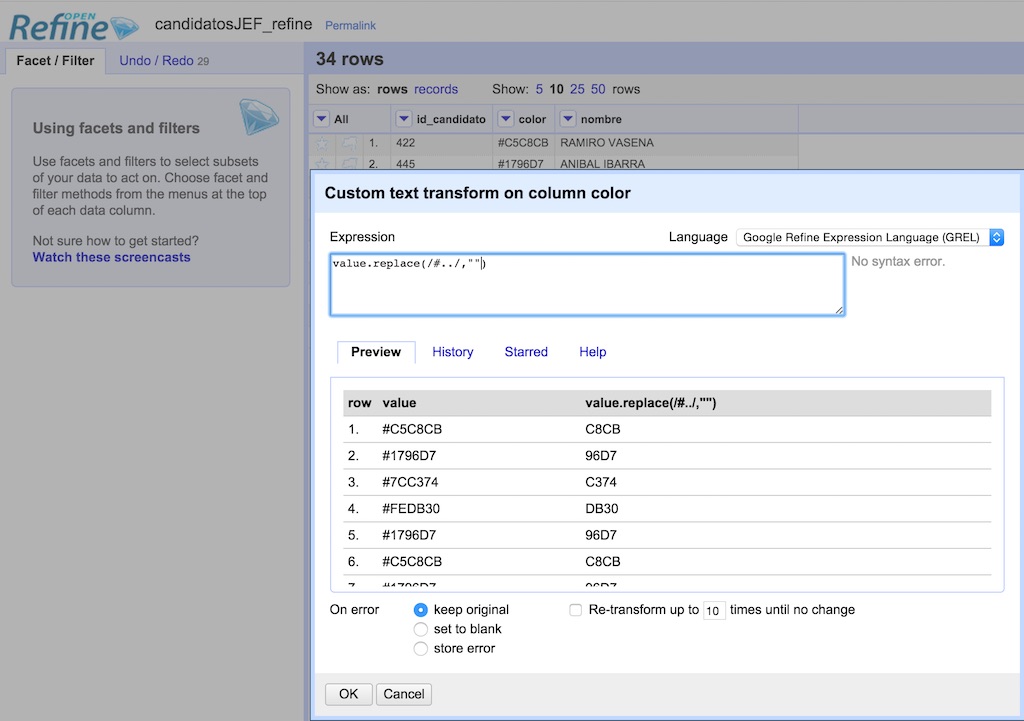 OPEN
Refine candidatosJEF_refine Permalink
Facet / Filter Undo / Redo 29
34 rows
Show as: rows records Show: 5 10 25 50 rows
All id_candidato color nombre
1. 422 #C5C8CB RAMIRO VASENA
2. 445 #1796D7 ANIBAL IBARRA
Using facets and filters
Use facets and filters to select subsets
of your data to act on. Choose facet and
filter methods from the menus at the top
of each data column.
Not sure how to get started?
Watch these screencasts
Custom text transform on column color
Expression Language Google Refine Expression Language (GREL)
value.replace(/#../,"")
No syntax error.
Preview History Starred Help
row value value.replace(/#../,"")
1. #C5C8CB C8CB
2. #1796D7 96D7
3. #7CC374 C374
4. #FEDB30 DB30
5. #1796D7 96D7
6. #C5C8CB C8CB
7. #1796D7 96D7
On error keep original Re-transform up to 10 times until no change
set to blank
store error
OK Cancel